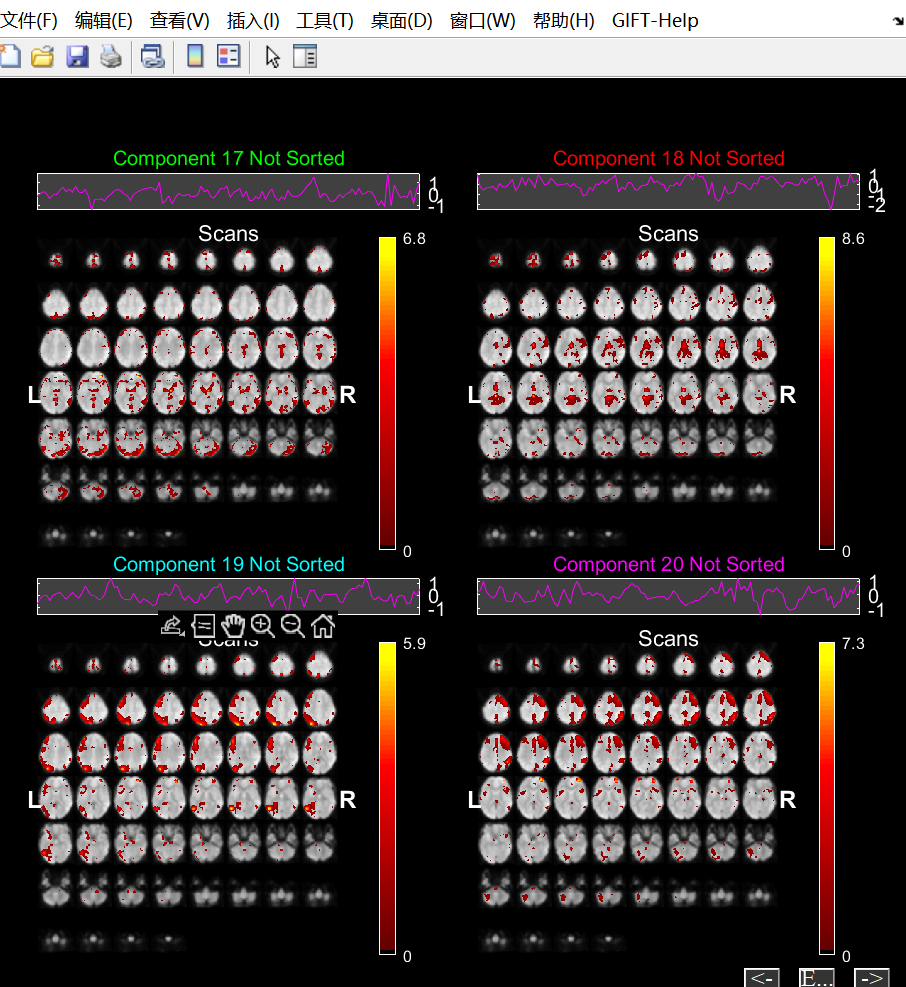 文件(F) 编辑(E) 查看(V) 插入(I) 工具(T) 桌面(D) 窗口(W) 帮助(H) GIFT-Help
Component 17 Not Sorted
1
0
-1
Scans
6.8
L
R
0
Component 18 Not Sorted
1
0
-1
-2
Scans
8.6
L
R
0
Component 19 Not Sorted
1
0
-1
Scans
5.9
L
R
0
Component 20 Not Sorted
1
0
-1
Scans
7.3
L
R
0
<- E... ->